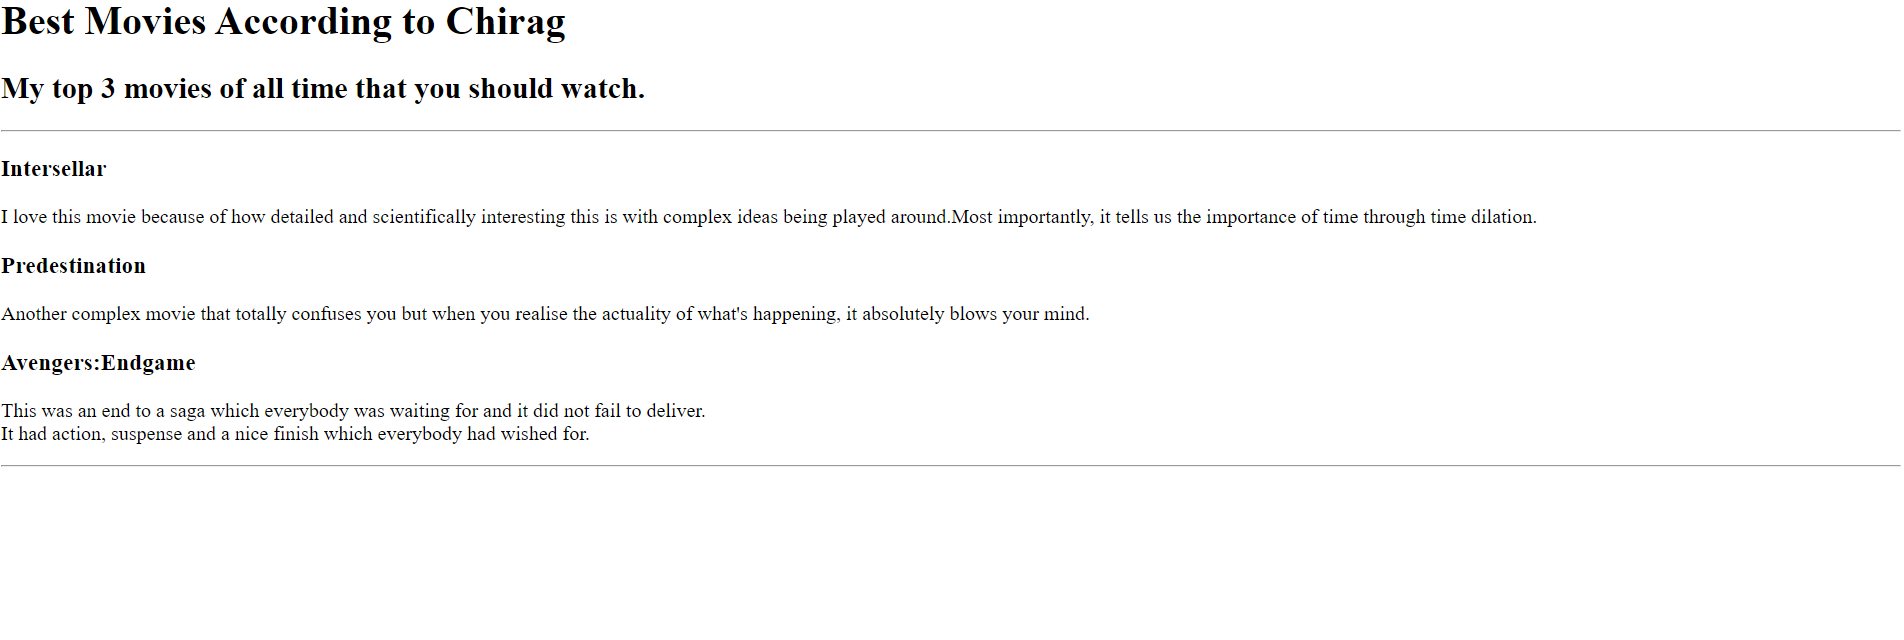 Best Movies According to Chirag
My top 3 movies of all time that you should watch.
Intersellar
I love this movie because of how detailed and scientifically interesting this is with complex ideas being played around.Most importantly, it tells us the importance of time through time dilation.
Predestination
Another complex movie that totally confuses you but when you realise the actuality of what's happening, it absolutely blows your mind.
Avengers:Endgame
This was an end to a saga which everybody was waiting for and it did not fail to deliver.
It had action, suspense and a nice finish which everybody had wished for.